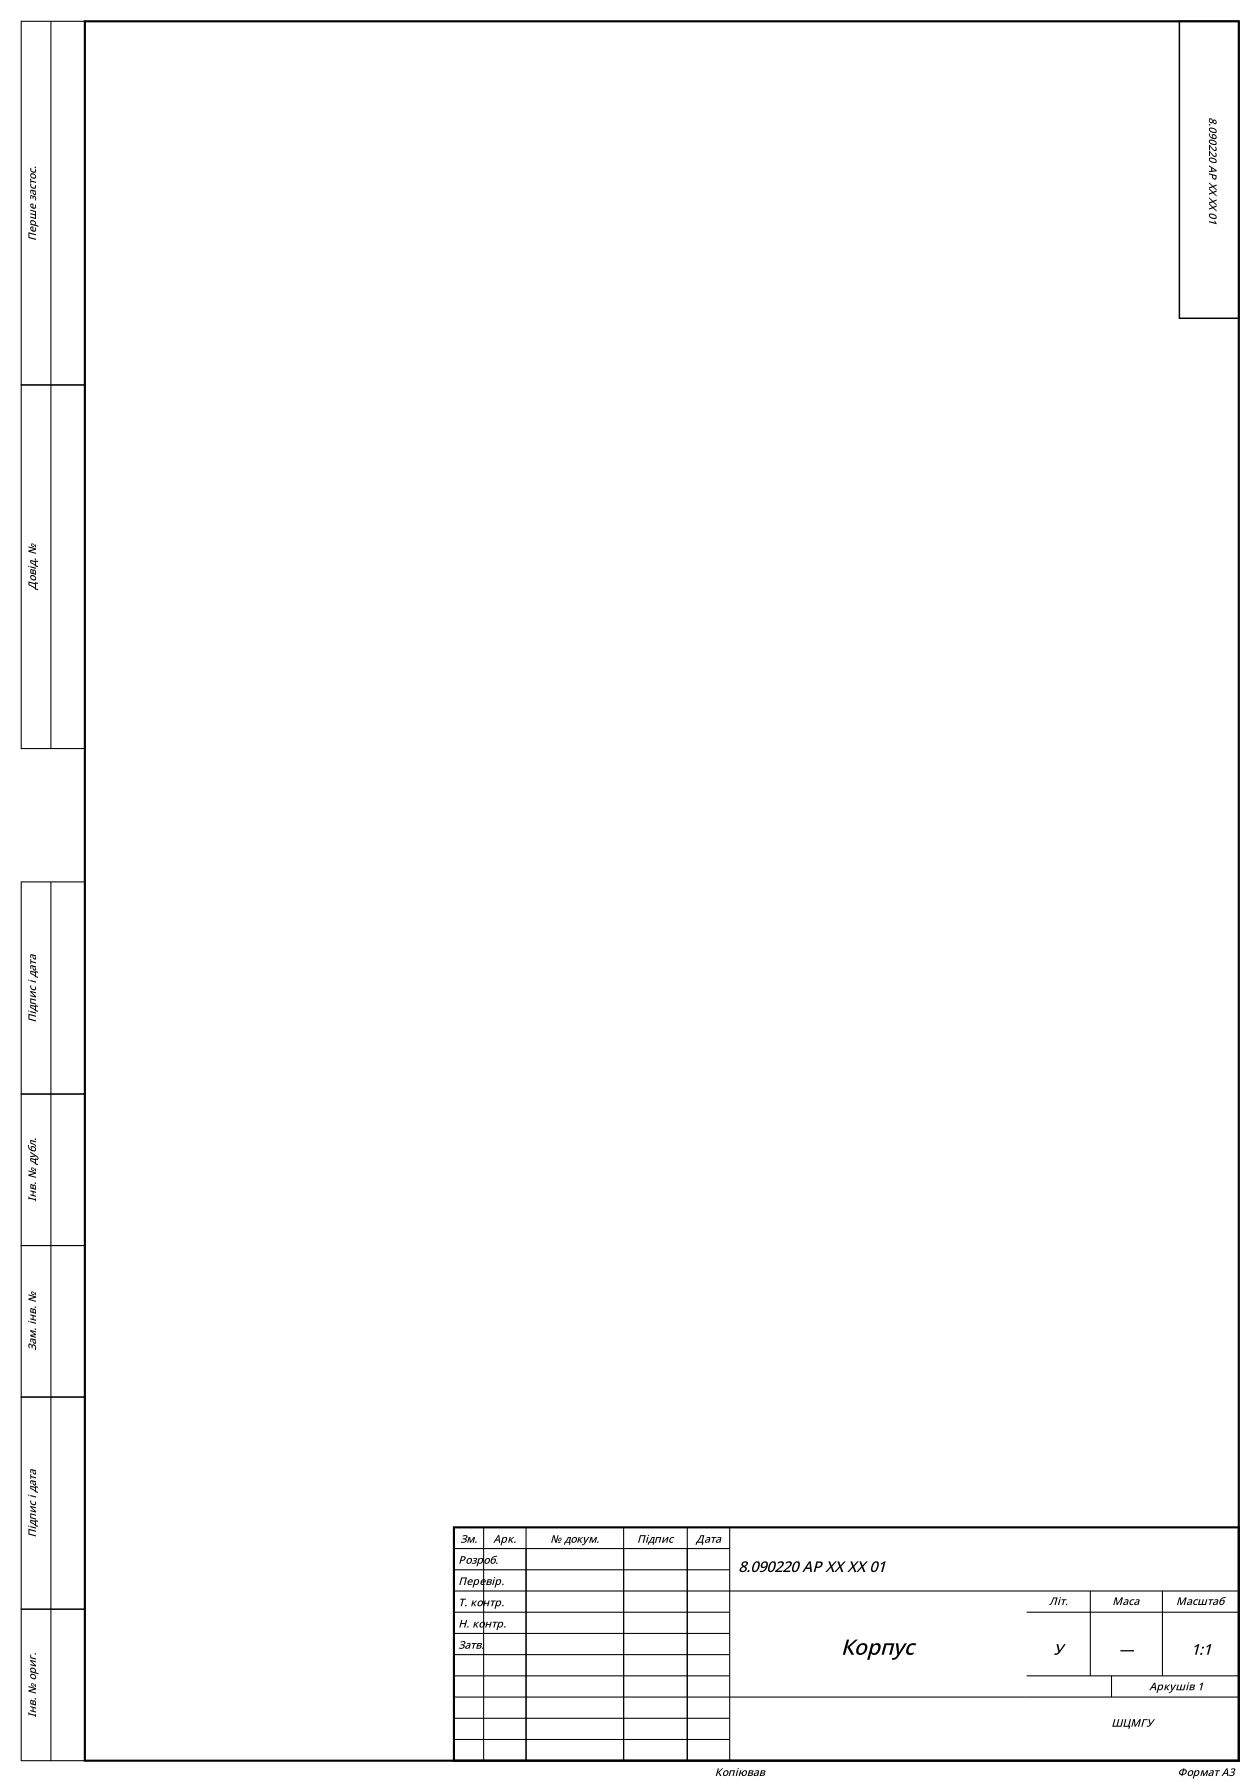 8.090220 АР XX XX 01
Перше застос.
Довід. №
Підпис і дата
Інв. № дубл.
Зам. інв. №
Підпис і дата
Інв. № ориг.
Зм. Арк. № докум. Підпис Дата
Розроб.
Перевір.
Т. контр.
Н. контр.
Затв.
8.090220 АР XX XX 01
Корпус
Літ. Маса Масштаб
У — 1:1
Аркушів 1
ШЦМГУ
Копіював
Формат А3